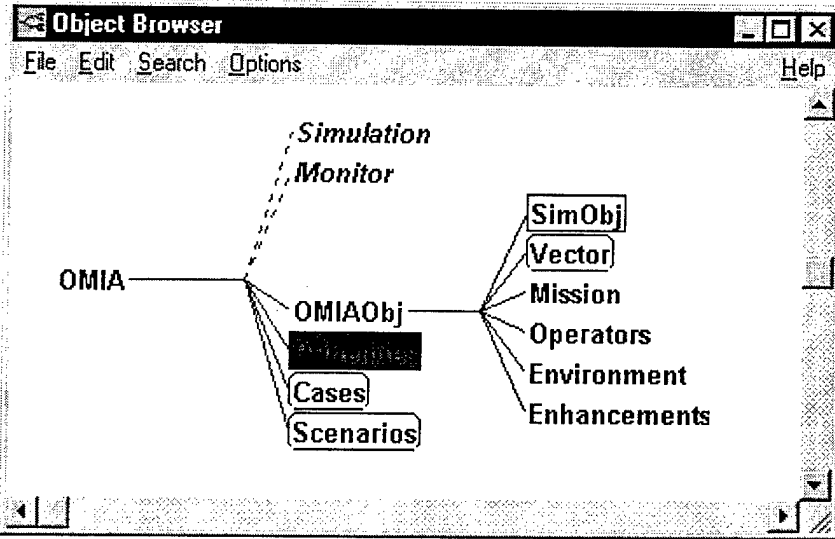 Object Browser
File Edit Search Options Help
Simulation
Monitor
OMIA
OMIAObj
Cases
Scenarios
SimObj
Vector
Mission
Operators
Environment
Enhancements